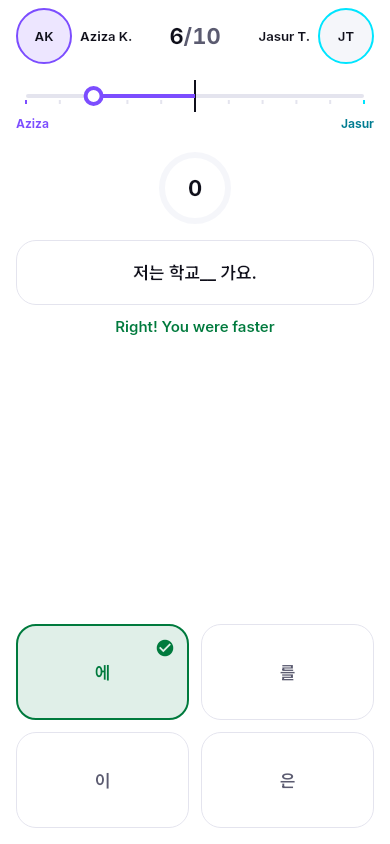 AK
Aziza K.
6/10
Jasur T.
JT
Aziza
Jasur
0
저는 학교__ 가요.
Right! You were faster
에
를
이
은